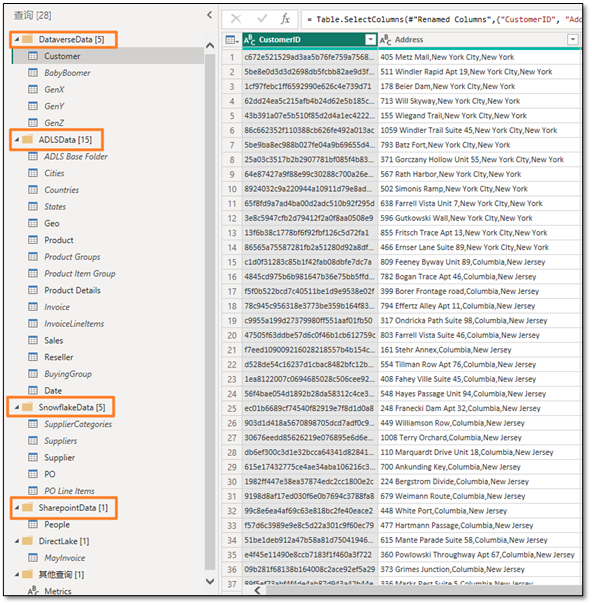 查询 [28]
DataverseData [5]
Customer
BabyBoomer
GenX
GenY
GenZ
ADLSData [15]
ADLS Base Folder
Cities
Countries
States
Geo
Product
Product Groups
Product Item Group
Product Details
Invoice
InvoiceLineItems
Sales
Reseller
BuyingGroup
Date
SnowflakeData [5]
SupplierCategories
Suppliers
Supplier
PO
PO Line Items
SharepointData [1]
People
DirectLake [1]
MayInvoice
其他查询 [1]
Metrics
= Table.SelectColumns(#"Renamed Columns",{"CustomerID", "Add
CustomerID Address
1 c672e521529ad3aa5b76fe759a7568... 405 Metz Mall,New York City,New York
2 5be8e0d3d3d2698db5fcbb82ae9d3f... 511 Windler Rapid Apt 19,New York City,New York
3 1cf97febc1ff6592990e626c4e739d71 178 Beier Dam,New York City,New York
4 62dd24ea5c215afb4b24d62e5b185c... 713 Will Skyway,New York City,New York
5 43b391a07e5b510f85d2d4a1ec4222... 155 Wiegand Trail,New York City,New York
6 86c662352f110388cb626fe492a013ac 1059 Windler Trail Suite 45,New York City,New York
7 5be9ba8ec988b027fe04a9b69655d4... 793 Batz Fort,New York City,New York
8 25a03c3517b2b2907781bf085f4b83... 371 Gorczany Hollow Unit 55,New York City,New York
9 64e87427a9f88e99c30288c700a26e... 567 Rath Harbor,New York City,New York
10 8924032c9a220944a10911d79e8ad... 502 Simonis Ramp,New York City,New York
11 65f8fd9a7ad4ba00d2adc510b92f295d 638 Farrell Vista Unit 7,New York City,New York
12 3e8c5947cfb2d79412f2a0f8aa0508e9 596 Gutkowski Wall,New York City,New York
13 13f6b38c1778bf6f92fbf126c5d72fa1 855 Fritsch Trace Apt 13,New York City,New York
14 86565a75587281fb2a51280d92a8df... 466 Ernser Lane Suite 89,New York City,New York
15 c1d0f31283c85b1f42fab08dbfe7dc7a 809 Feeney Byway Unit 89,Columbia,New Jersey
16 4845cd975b6b981647b36e75bb5ffd... 782 Bogan Trace Apt 46,Columbia,New Jersey
17 f5f0b522bcd7c40511be1d9e9538e02f 399 Borer Frontage road,Columbia,New Jersey
18 78c945c956318e3773be359b164f83... 794 Effertz Alley Apt 11,Columbia,New Jersey
19 c9955a199d27379980ff551aaf01fb50 317 Ondricka Path Suite 98,Columbia,New Jersey
20 47505f63ddbe57d6c0f46b1cb612759c 803 Farrell Vista Suite 46,Columbia,New Jersey
21 f7eed109009216028218557b4b154c... 161 Stehr Annex,Columbia,New Jersey
22 d528de54c16237d1cbac8482bfc12b... 554 Tillman Row Apt 76,Columbia,New Jersey
23 1ea8122007c0694685028c506cee92... 408 Fahey Ville Suite 45,Columbia,New Jersey
24 56f4bae054d1892b28da58312c4ce3... 548 Hayes Passage Unit 94,Columbia,New Jersey
25 ec01b6689cf74540f82919e7f8d1d0a8 248 Franecki Dam Apt 32,Columbia,New Jersey
26 903d1d418a5670898705dcd7adf0c9... 449 Williamson Row,Columbia,New Jersey
27 30676eedd85626219e076895e6d6e... 1008 Terry Orchard,Columbia,New Jersey
28 db6ef300c3d1e32bcca64341d82841... 110 Marquardt Drive Unit 18,Columbia,New Jersey
29 615e17432775ce4ae34aba106216c3... 700 Ankunding Key,Columbia,New Jersey
30 1982ff447e38ea37874edc2cc1800e2c 224 Bergstrom Divide,Columbia,New Jersey
31 9198d8af17ed030f6e0b7694c3788fa8 679 Weimann Route,Columbia,New Jersey
32 99c8e6ea4af69c63e818bc2fe40eace2 448 White Port,Columbia,New Jersey
33 f57d6c3989e9e8c5d22a301c9f60ec79 477 Hartmann Passage,Columbia,New Jersey
34 51be1deb912a47b58a81d75041946... 615 Mante Parade Suite 58,Columbia,New Jersey
35 e4f45e11490e8ccb7183f1f460a3f722 360 Powlowski Throughway Apt 67,Columbia,New Jersey
36 09b281f68138b164008c2ace92ef5a29 373 Grimes Junction,Columbia,New Jersey
37 336 Marks Port Suite 5,Columbia,New Jersey